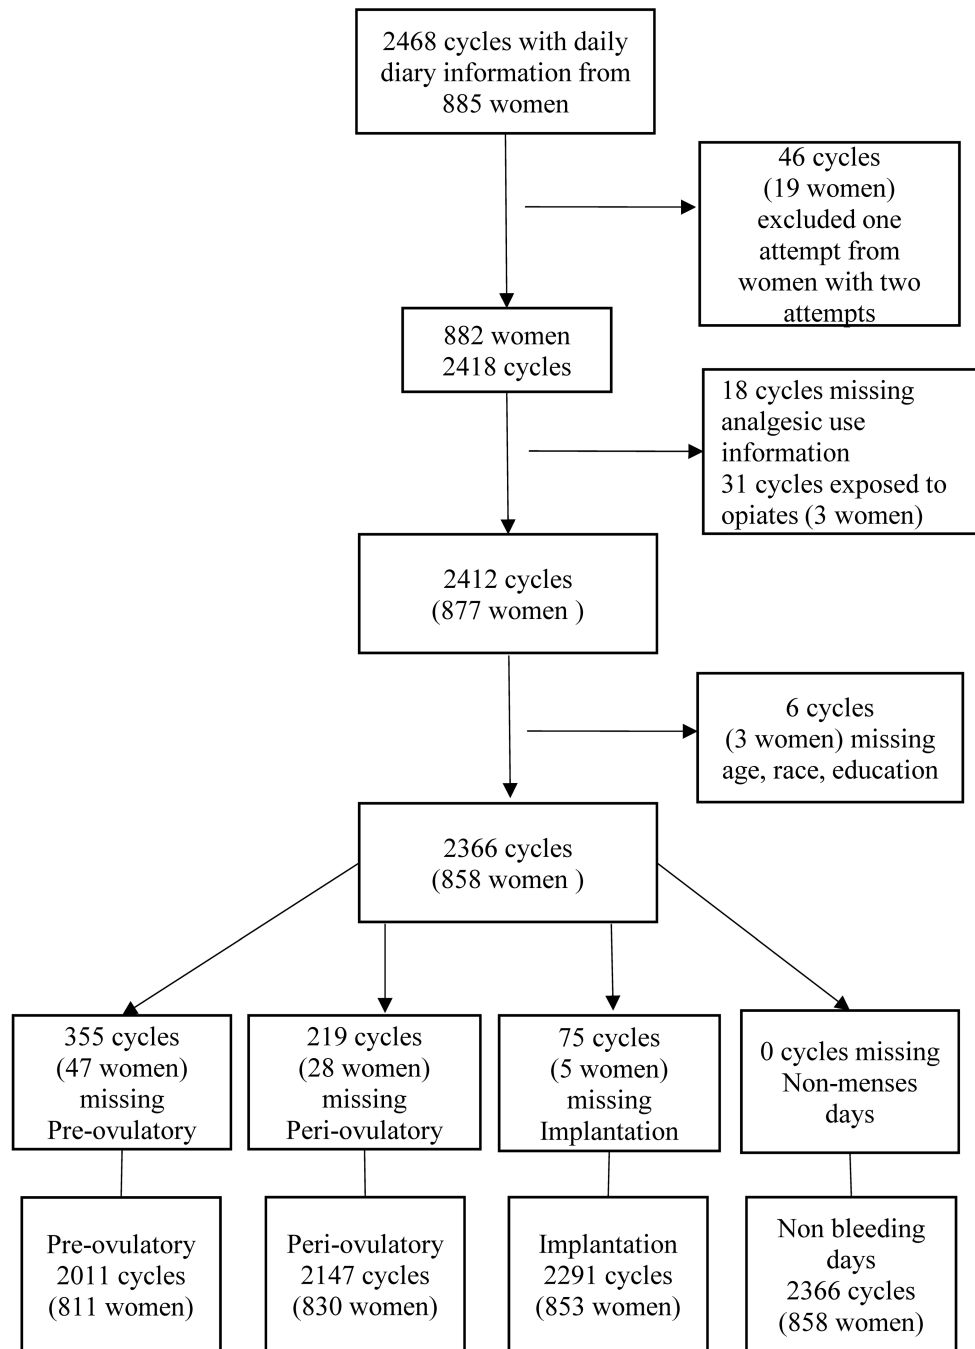 2468 cycles with daily
diary information from
885 women
46 cycles
(19 women)
excluded one
attempt from
women with two
attempts
882 women
2418 cycles
18 cycles missing
analgesic use
information
31 cycles exposed to
opiates (3 women)
2412 cycles
(877 women )
6 cycles
(3 women) missing
age, race, education
2366 cycles
(858 women )
355 cycles
(47 women)
missing
Pre-ovulatory
219 cycles
(28 women)
missing
Peri-ovulatory
75 cycles
(5 women)
missing
Implantation
0 cycles missing
Non-menses
days
Pre-ovulatory
2011 cycles
(811 women)
Peri-ovulatory
2147 cycles
(830 women)
Implantation
2291 cycles
(853 women)
Non bleeding
days
2366 cycles
(858 women)